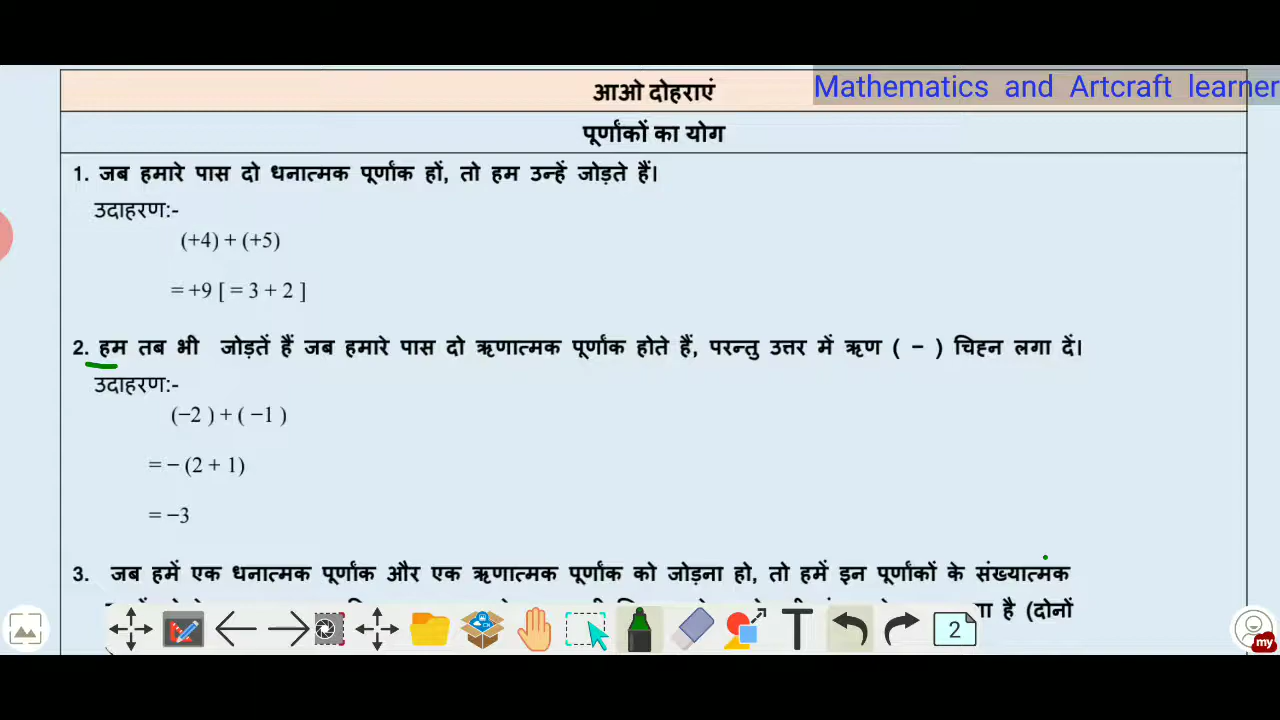 आओ दोहराएं
Mathematics and Artcraft learner
पूर्णांकों का योग
1. जब हमारे पास दो धनात्मक पूर्णांक हों, तो हम उन्हें जोड़ते हैं।
उदाहरण:-
(+4) + (+5)
= +9 [ = 3 + 2 ]
2. हम तब भी जोड़तें हैं जब हमारे पास दो ऋणात्मक पूर्णांक होते हैं, परन्तु उत्तर में ऋण ( − ) चिह्न लगा दें।
उदाहरण:-
(−2 ) + ( −1 )
= − (2 + 1)
= −3
3. जब हमें एक धनात्मक पूर्णांक और एक ऋणात्मक पूर्णांक को जोड़ना हो, तो हमें इन पूर्णांकों के संख्यात्मक
है (दोनों
2
my